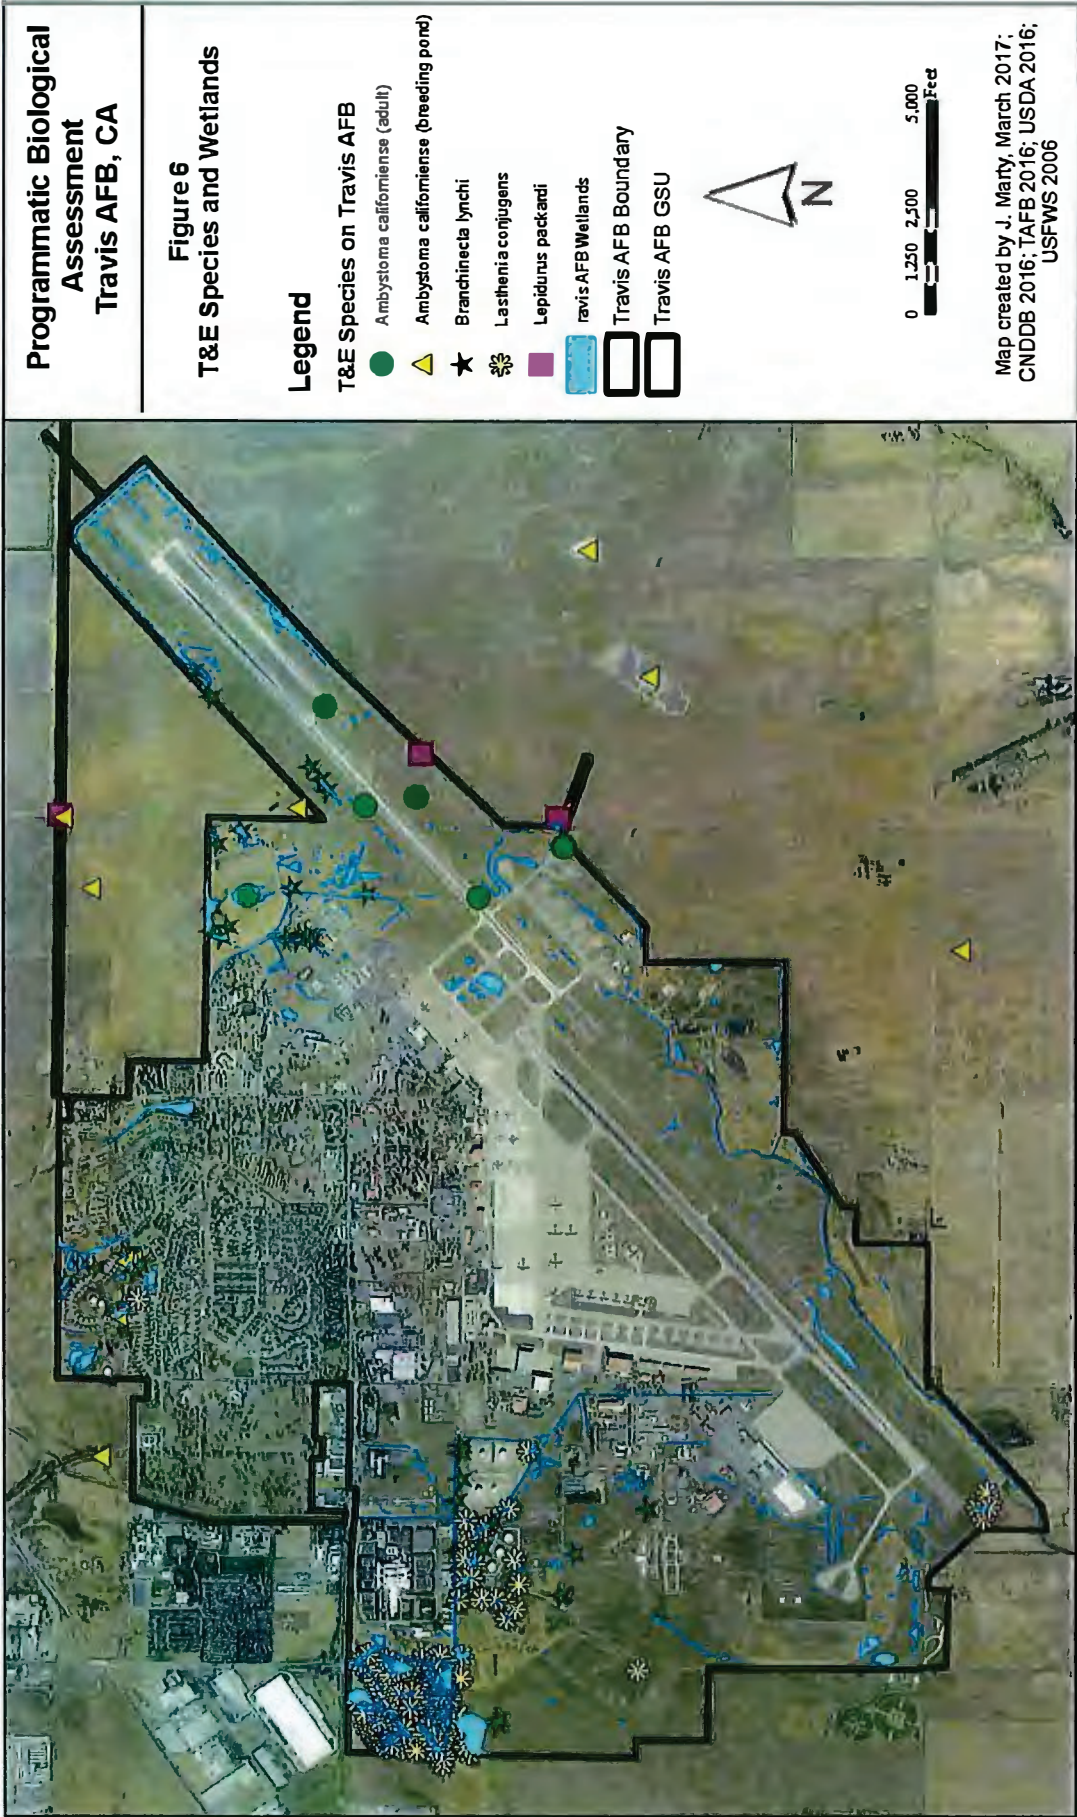 Programmatic Biological
Assessment
Travis AFB, CA
Figure 6
T&E Species and Wetlands
Legend
T&E Species on Travis AFB
Ambystoma californiense (adult)
Ambystoma californiense (breeding pond)
Branchinecta lynchi
Lasthenia conjugens
Lepidurus packardi
ravis AFB Wetlands
Travis AFB Boundary
Travis AFB GSU
N
0 1,250 2,500 5,000
Feet
Map created by J. Marty, March 2017;
CNDDB 2016; TAFB 2016; USDA 2016;
USFWS 2006